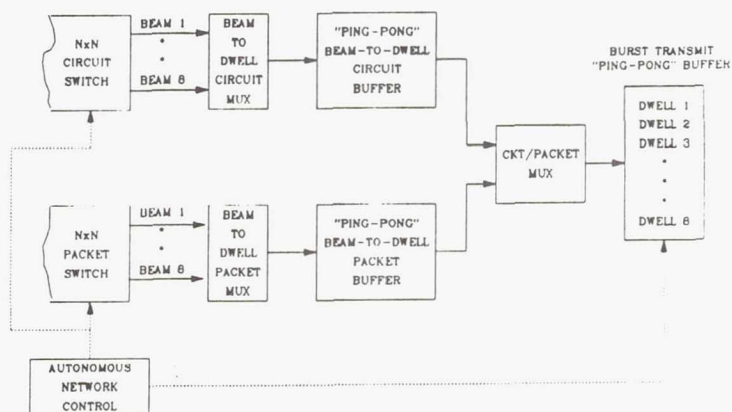 NxN
CIRCUIT
SWITCH
BEAM 1
BEAM 8
BEAM
TO
DWELL
CIRCUIT
MUX
"PING-PONG"
BEAM-TO-DWELL
CIRCUIT
BUFFER
BURST TRANSMIT
"PING-PONG" BUFFER
DWELL 1
DWELL 2
DWELL 3
DWELL 8
CKT/PACKET
MUX
NxN
PACKET
SWITCH
BEAM 1
BEAM 8
BEAM
TO
DWELL
PACKET
MUX
"PING-PONG"
BEAM-TO-DWELL
PACKET
BUFFER
AUTONOMOUS
NETWORK
CONTROL